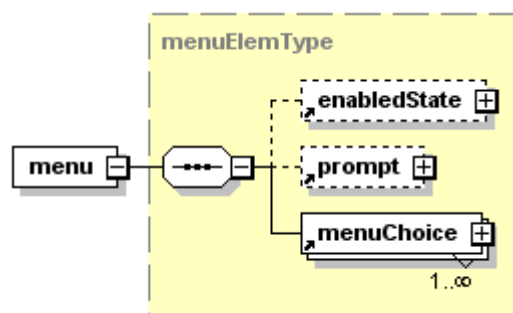 menuElemType
enabledState
menu
prompt
menuChoice
1..∞